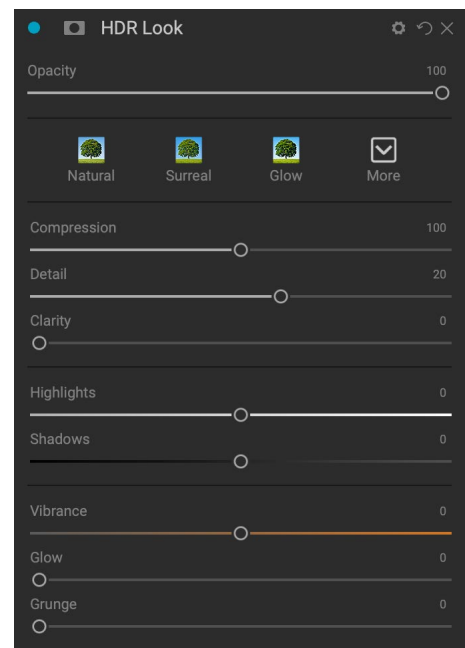 HDR Look
Opacity 100
Natural Surreal Glow More
Compression 100
Detail 20
Clarity 0
Highlights 0
Shadows 0
Vibrance 0
Glow 0
Grunge 0